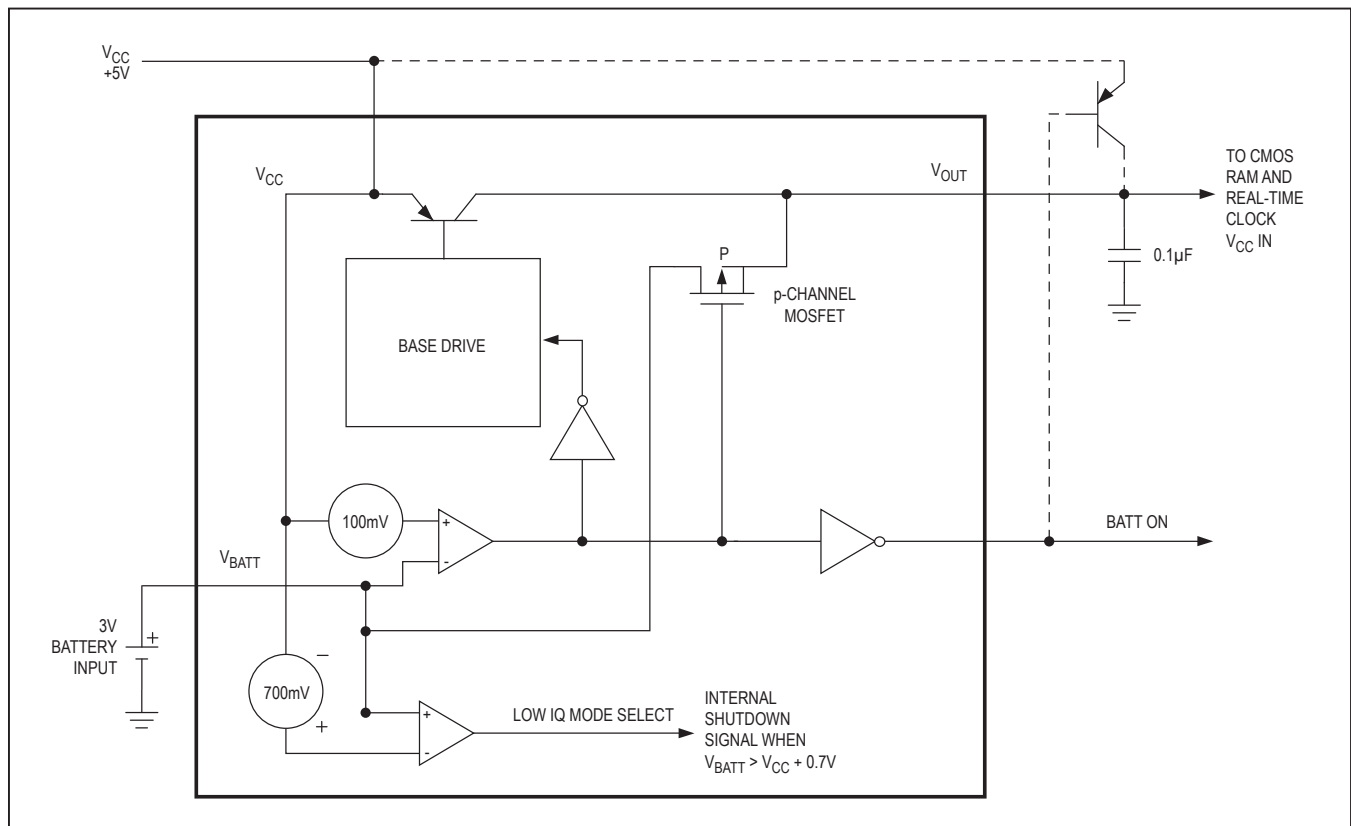 VCC
+5V
VCC
VOUT
TO CMOS
RAM AND
REAL-TIME
CLOCK
VCC IN
0.1µF
P
p-CHANNEL
MOSFET
BASE DRIVE
100mV
+
-
BATT ON
VBATT
3V
BATTERY
INPUT
+
700mV
−
+
+
-
LOW IQ MODE SELECT
INTERNAL
SHUTDOWN
SIGNAL WHEN
VBATT > VCC + 0.7V